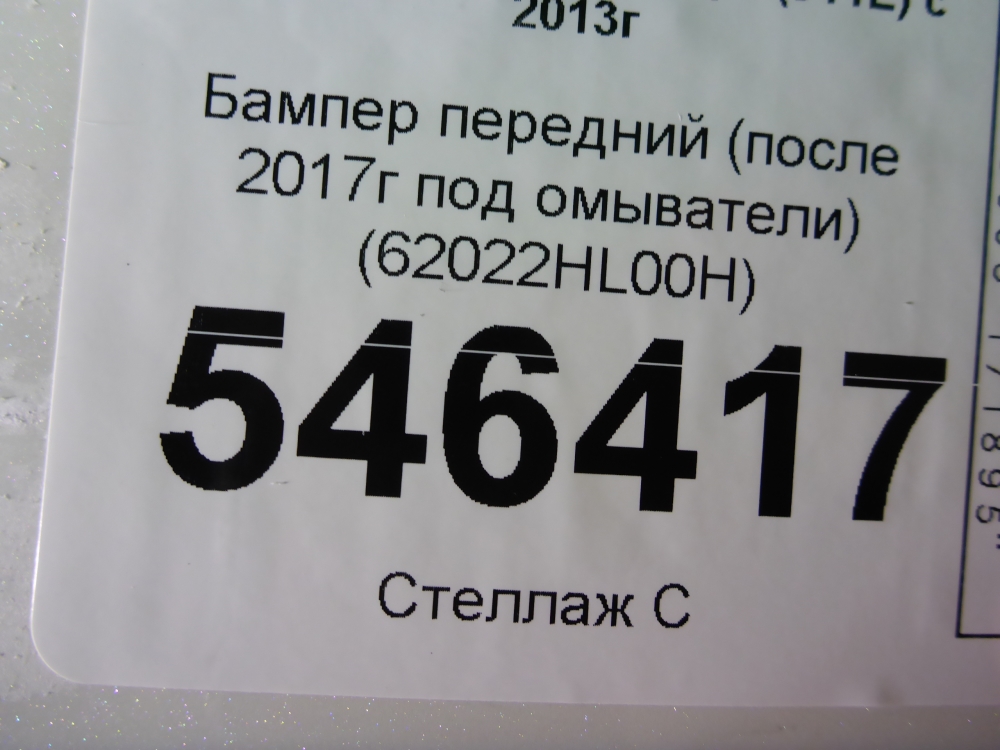 с
2013г
Бампер передний (после
2017г под омыватели)
(62022HL00H)
546417
Стеллаж С